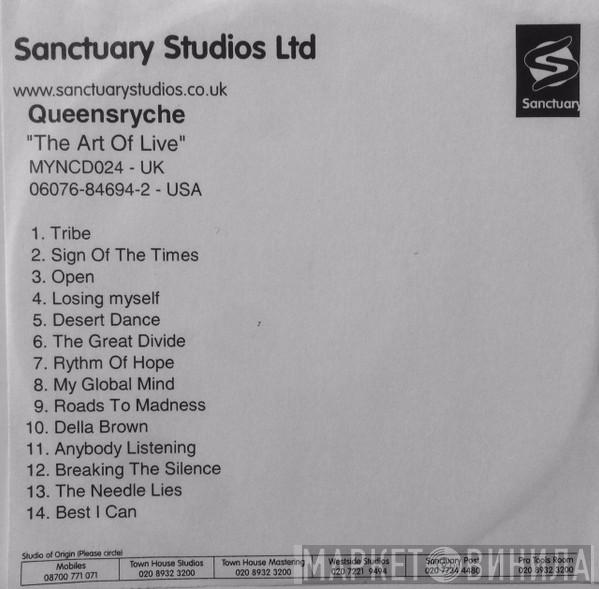 Sanctuary Studios Ltd
Sanctuary
www.sanctuarystudios.co.uk
Queensryche
"The Art Of Live"
MYNCD024 - UK
06076-84694-2 - USA
1. Tribe
2. Sign Of The Times
3. Open
4. Losing myself
5. Desert Dance
6. The Great Divide
7. Rythm Of Hope
8. My Global Mind
9. Roads To Madness
10. Della Brown
11. Anybody Listening
12. Breaking The Silence
13. The Needle Lies
14. Best I Can
Studio of Origin (Please circle)
Mobiles Town House Studios Town House Mastering Westside Studios Sanctuary Post Pro Tools Room
08700 771 071 020 8932 3200 020 8932 3200 020 7221 9494 020 7734 4480 020 8932 3200
МАРКЕТ ВИНИЛА